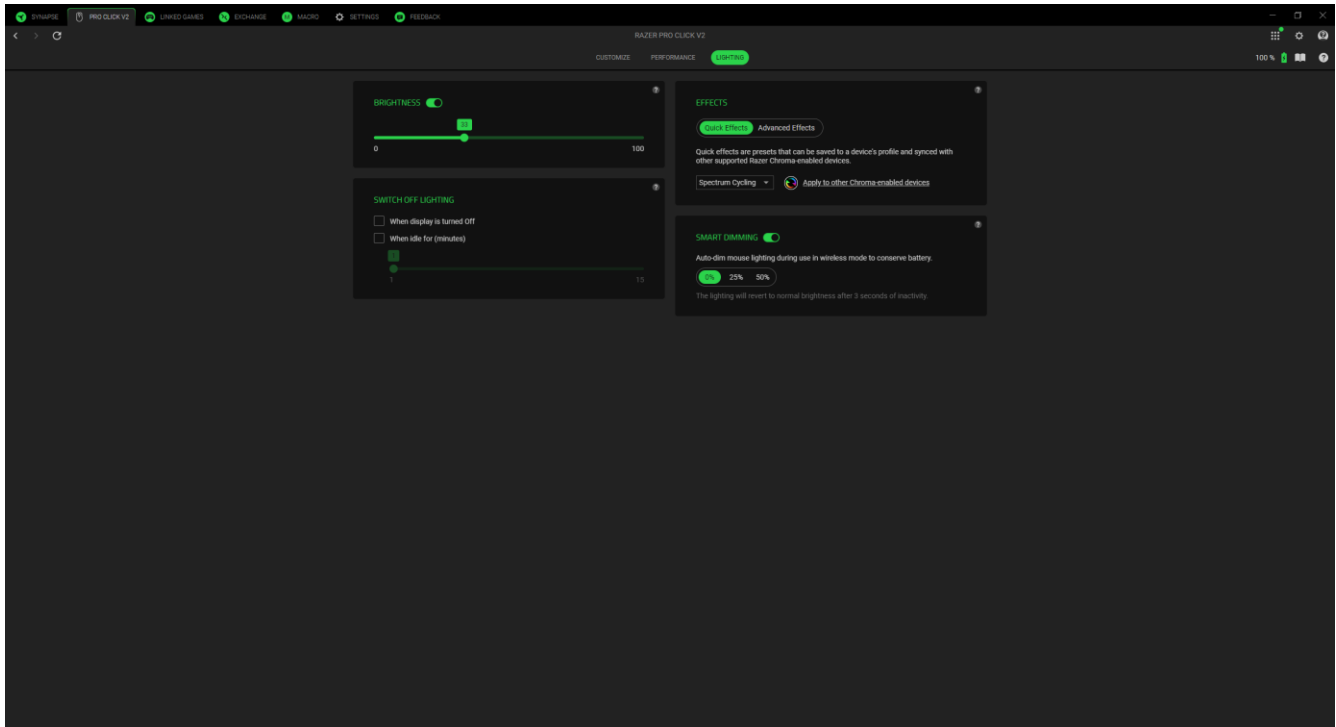 SYNAPSE PRO CLICK V2 LINKED GAMES EXCHANGE MACRO SETTINGS FEEDBACK
RAZER PRO CLICK V2
CUSTOMIZE PERFORMANCE LIGHTING
100 %
BRIGHTNESS
33
0 100
SWITCH OFF LIGHTING
When display is turned Off
When idle for (minutes)
1
1 15
EFFECTS
Quick Effects Advanced Effects
Quick effects are presets that can be saved to a device's profile and synced with
other supported Razer Chroma-enabled devices.
Spectrum Cycling Apply to other Chroma-enabled devices
SMART DIMMING
Auto-dim mouse lighting during use in wireless mode to conserve battery.
0% 25% 50%
The lighting will revert to normal brightness after 3 seconds of inactivity.